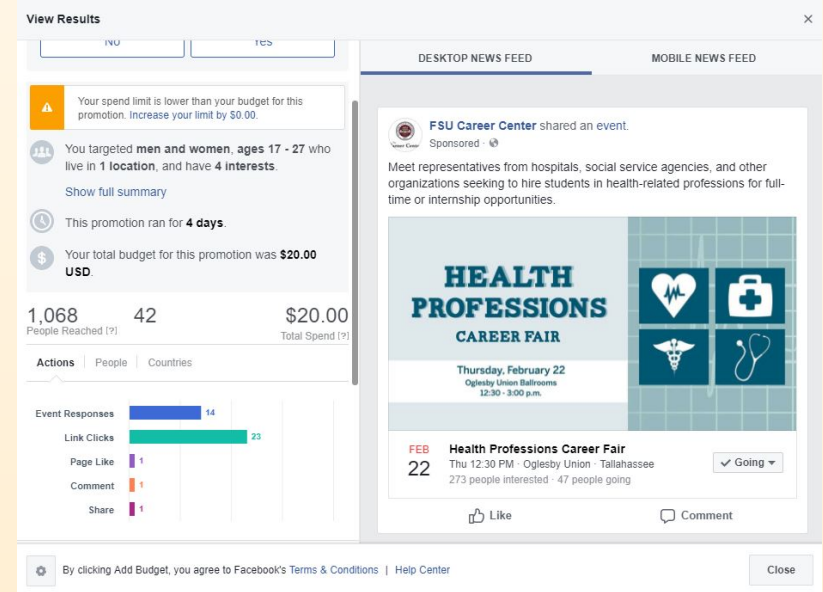 View Results
×
No Yes
Your spend limit is lower than your budget for this
promotion. Increase your limit by $0.00.
You targeted men and women, ages 17 - 27 who
live in 1 location, and have 4 interests.
Show full summary
This promotion ran for 4 days.
$
Your total budget for this promotion was $20.00
USD.
1,068 42 $20.00
People Reached [?] Total Spend [?]
Actions People Countries
Event Responses 14
Link Clicks 23
Page Like 1
Comment 1
Share 1
DESKTOP NEWS FEED MOBILE NEWS FEED
FSU Career Center shared an event.
Sponsored ·
Meet representatives from hospitals, social service agencies, and other
organizations seeking to hire students in health-related professions for full-
time or internship opportunities.
HEALTH
PROFESSIONS
CAREER FAIR
Thursday, February 22
Oglesby Union Ballrooms
12:30 - 3:00 p.m.
FEB
22
Health Professions Career Fair
Thu 12:30 PM · Oglesby Union · Tallahassee
273 people interested · 47 people going
Going
Like Comment
By clicking Add Budget, you agree to Facebook's Terms & Conditions | Help Center
Close